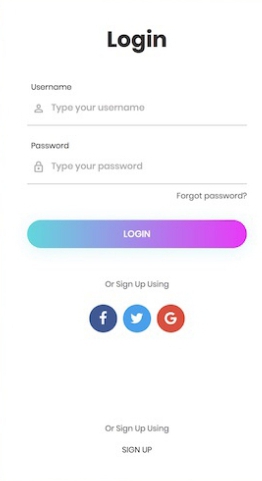 Login
Username
Type your username
Password
Type your password
Forgot password?
LOGIN
Or Sign Up Using
f G
Or Sign Up Using
SIGN UP